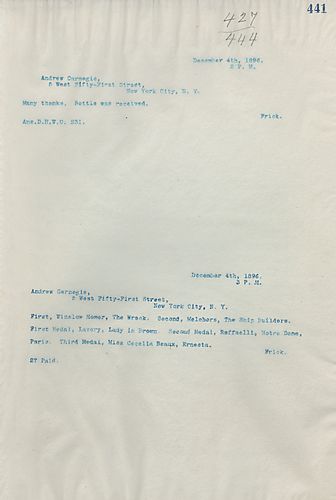 441
427
444
December 4th, 1896.
2 P. M.
Andrew Carnegie,
5 West Fifty-First Street,
New York City, N. Y.
Many thanks. Bottle was received.
Frick.
Ans.D.H.W.O. 231.
December 4th, 1896.
3 P. M.
Andrew Carnegie,
5 West Fifty-First Street,
New York City, N. Y.
First, Winslow Homer, The Wreck. Second, Melchers, The Ship Builders.
First Medal, Lavery, Lady in Brown Second Medal, Raffaelli, Notre Dame,
Paris. Third Medal, Miss Cecelia Beaux, Ernesta.
Frick.
27 Paid.